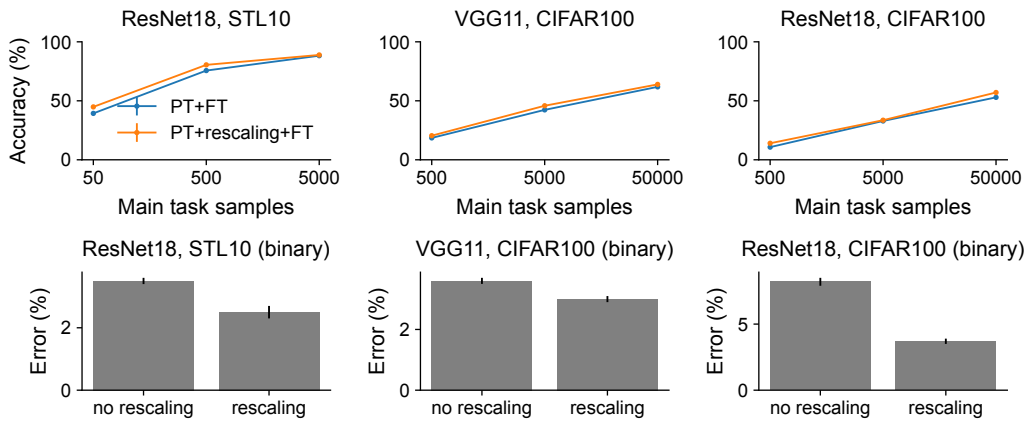 ResNet18, STL10
VGG11, CIFAR100
ResNet18, CIFAR100
Accuracy (%)
100
50
0
PT+FT
PT+rescaling+FT
50
500
5000
Main task samples
100
50
0
500
5000
50000
Main task samples
100
50
0
500
5000
50000
Main task samples
ResNet18, STL10 (binary)
VGG11, CIFAR100 (binary)
ResNet18, CIFAR100 (binary)
Error (%)
2
0
no rescaling
rescaling
Error (%)
2
0
no rescaling
rescaling
Error (%)
5
0
no rescaling
rescaling